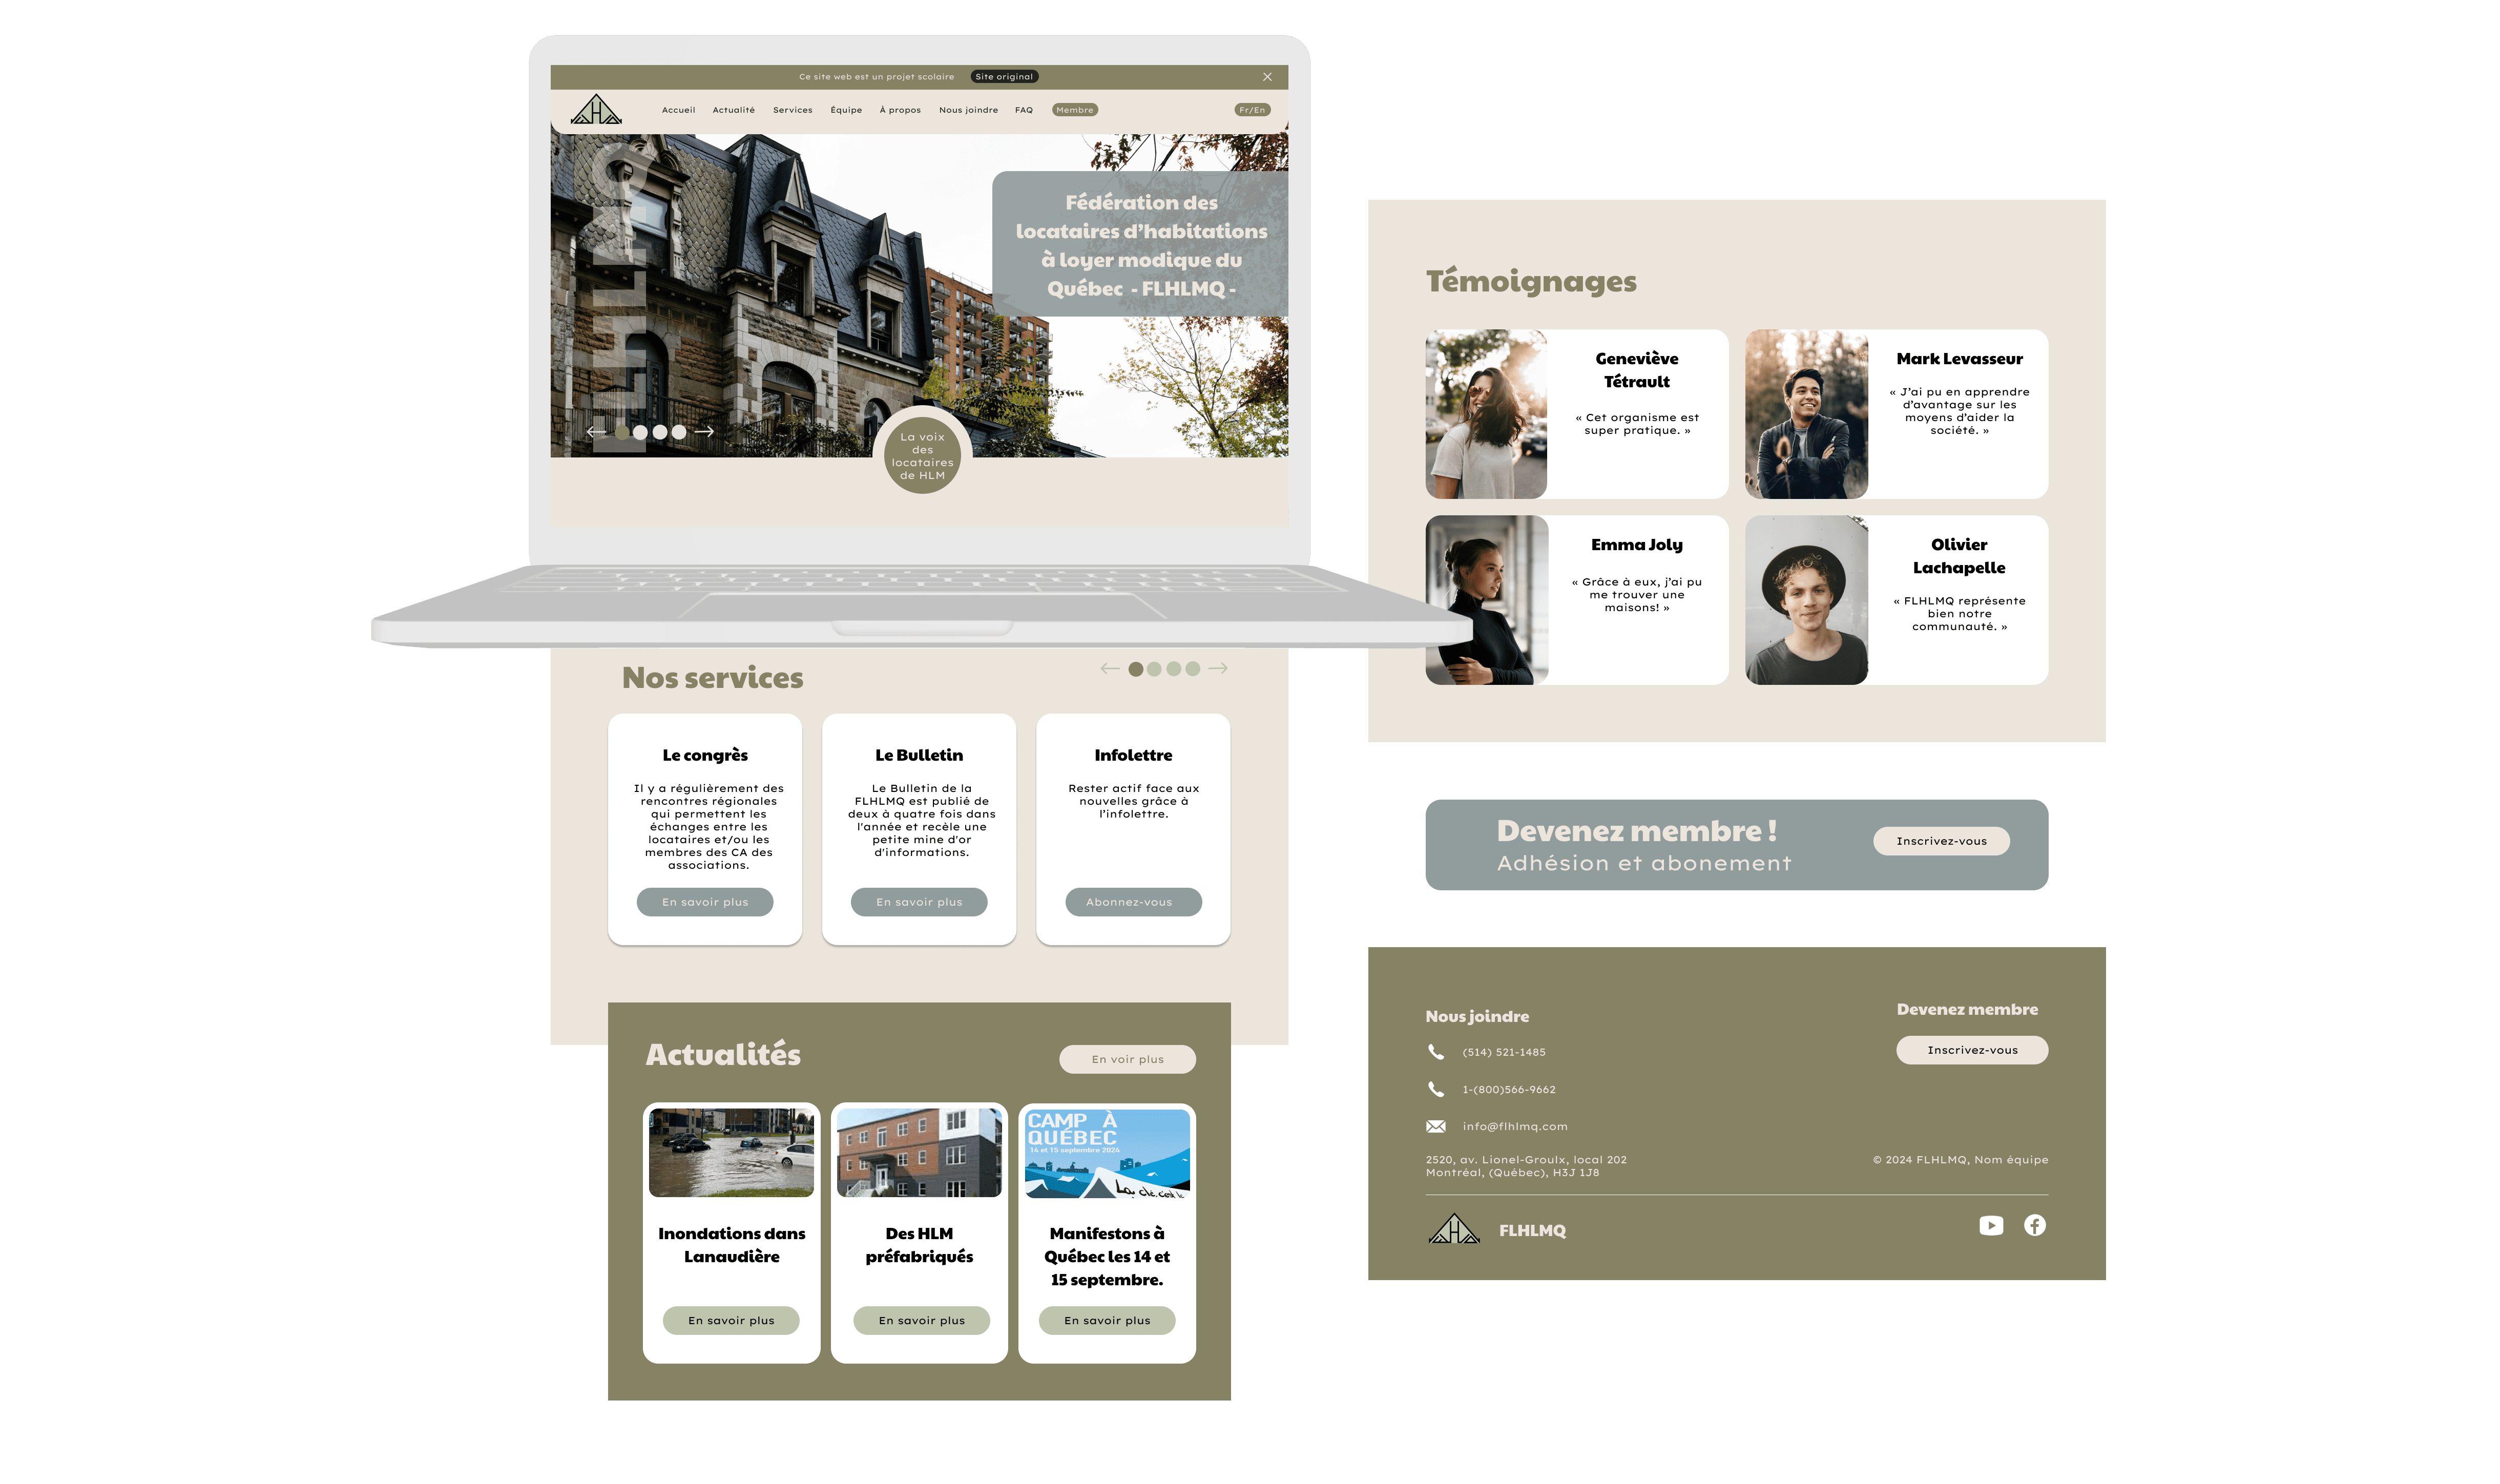 Ce site web est un projet scolaire
Site original
Accueil
Actualité
Services
Équipe
À propos
Nous joindre
FAQ
Membre
Fr/En
FLHLMQ
Fédération des
locataires d’habitations
à loyer modique du
Québec - FLHLMQ -
La voix
des
locataires
de HLM
Nos services
Le congrès
Il y a régulièrement des
rencontres régionales
qui permettent les
échanges entre les
locataires et/ou les
membres des CA des
associations.
En savoir plus
Le Bulletin
Le Bulletin de la
FLHLMQ est publié de
deux à quatre fois dans
l'année et recèle une
petite mine d'or
d'informations.
En savoir plus
Infolettre
Rester actif face aux
nouvelles grâce à
l’infolettre.
Abonnez-vous
Actualités
En voir plus
Inondations dans
Lanaudière
En savoir plus
Des HLM
préfabriqués
En savoir plus
CAMP À
QUÉBEC
14 et 15 septembre 2024
La clé, c'est le
Manifestons à
Québec les 14 et
15 septembre.
En savoir plus
Témoignages
Geneviève
Tétrault
« Cet organisme est
super pratique. »
Mark Levasseur
« J’ai pu en apprendre
d’avantage sur les
moyens d’aider la
société. »
Emma Joly
« Grâce à eux, j’ai pu
me trouver une
maisons! »
Olivier
Lachapelle
« FLHLMQ représente
bien notre
communauté. »
Devenez membre !
Adhésion et abonement
Inscrivez-vous
Nous joindre
(514) 521-1485
1-(800)566-9662
info@flhlmq.com
2520, av. Lionel-Groulx, local 202
Montréal, (Québec), H3J 1J8
Devenez membre
Inscrivez-vous
© 2024 FLHLMQ, Nom équipe
H
FLHLMQ